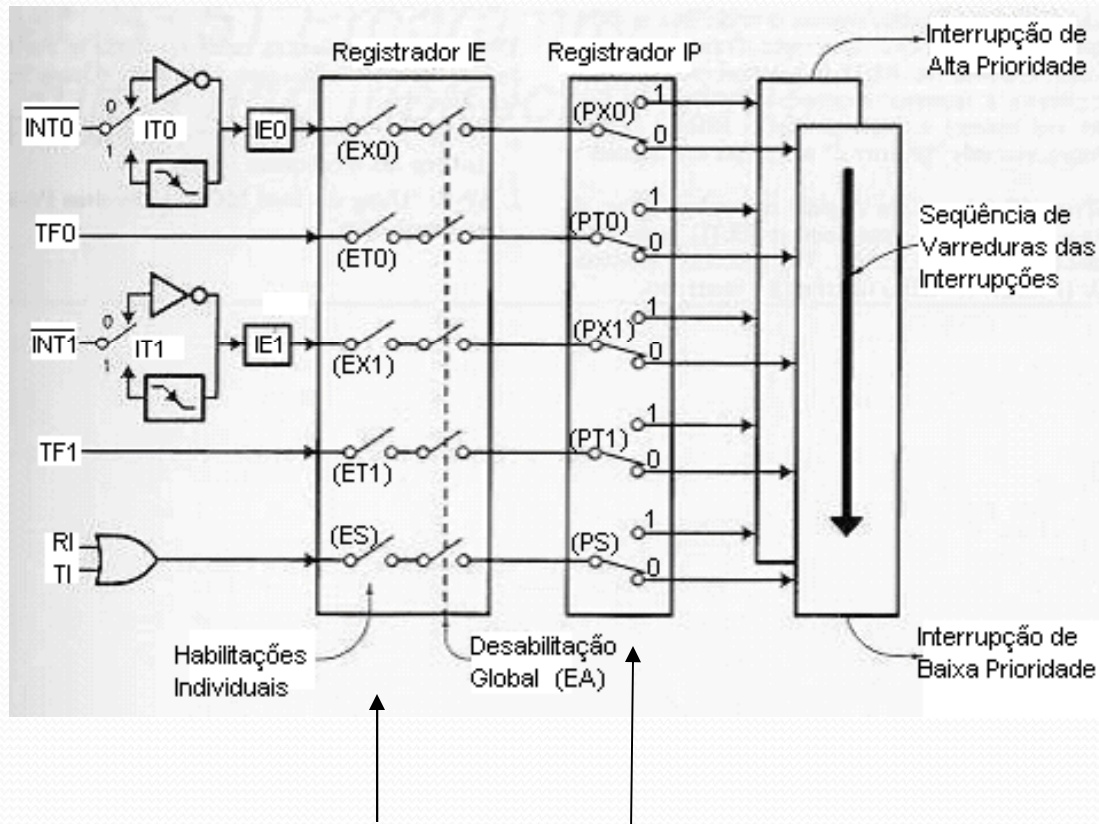 Registrador IE
Registrador IP
Interrupção de
Alta Prioridade
INT0
0
1
IT0
IE0
(EX0)
(PX0)
1
0
TF0
(ET0)
(PT0)
1
0
Seqüência de
Varreduras das
Interrupções
INT1
0
1
IT1
IE1
(EX1)
(PX1)
1
0
TF1
(ET1)
(PT1)
1
0
RI
TI
(ES)
(PS)
1
0
Habilitações
Individuais
Desabilitação
Global (EA)
Interrupção de
Baixa Prioridade